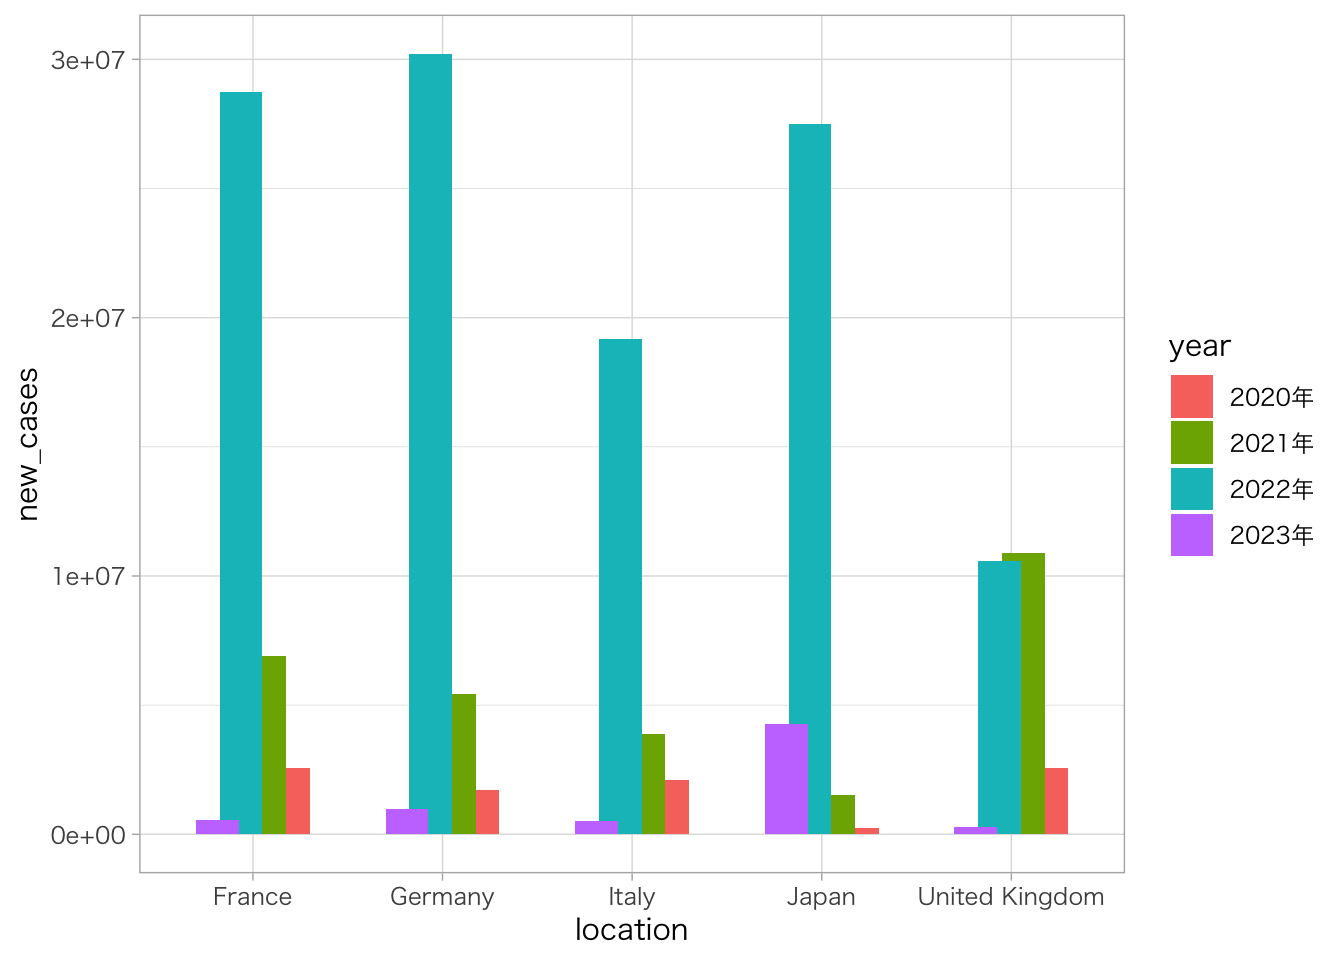 new_cases
3e+07
2e+07
1e+07
0e+00
France
Germany
Italy
Japan
United Kingdom
location
year
2020年
2021年
2022年
2023年